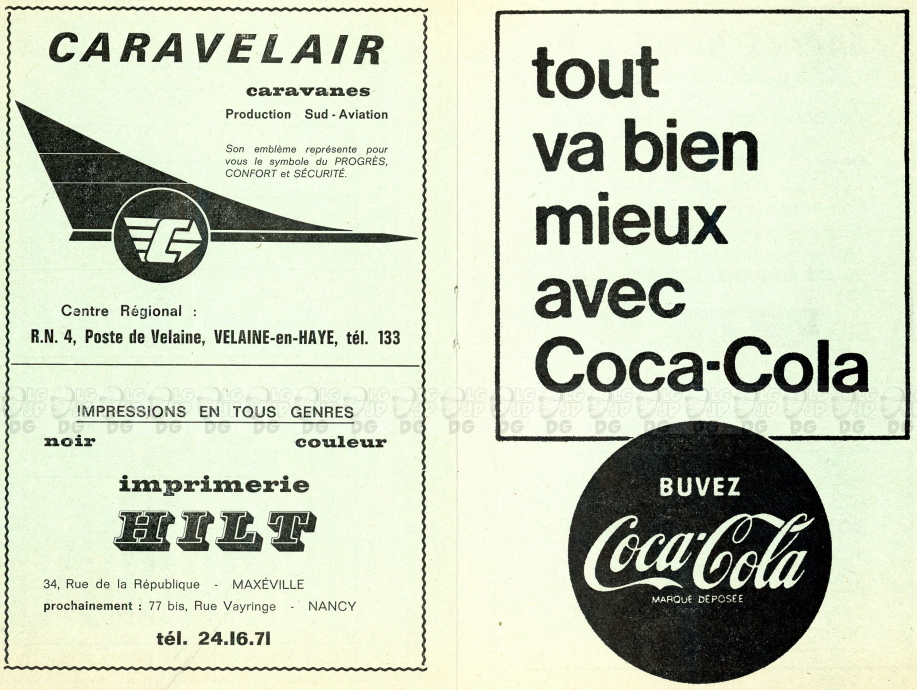 CARAVELAIR
caravanes
Production Sud - Aviation
Son emblème représente pour
vous le symbole du PROGRÈS,
CONFORT et SÉCURITÉ.
C
Centre Régional :
R.N. 4, Poste de Velaine, VELAINE-en-HAYE, tél. 133
IMPRESSIONS EN TOUS GENRES
noir couleur
imprimerie
HILT
34, Rue de la République - MAXÉVILLE
prochainement : 77 bis, Rue Vayringe - NANCY
tél. 24.16.71
tout
va bien
mieux
avec
Coca-Cola
BUVEZ
Coca-Cola
MARQUE DÉPOSÉE